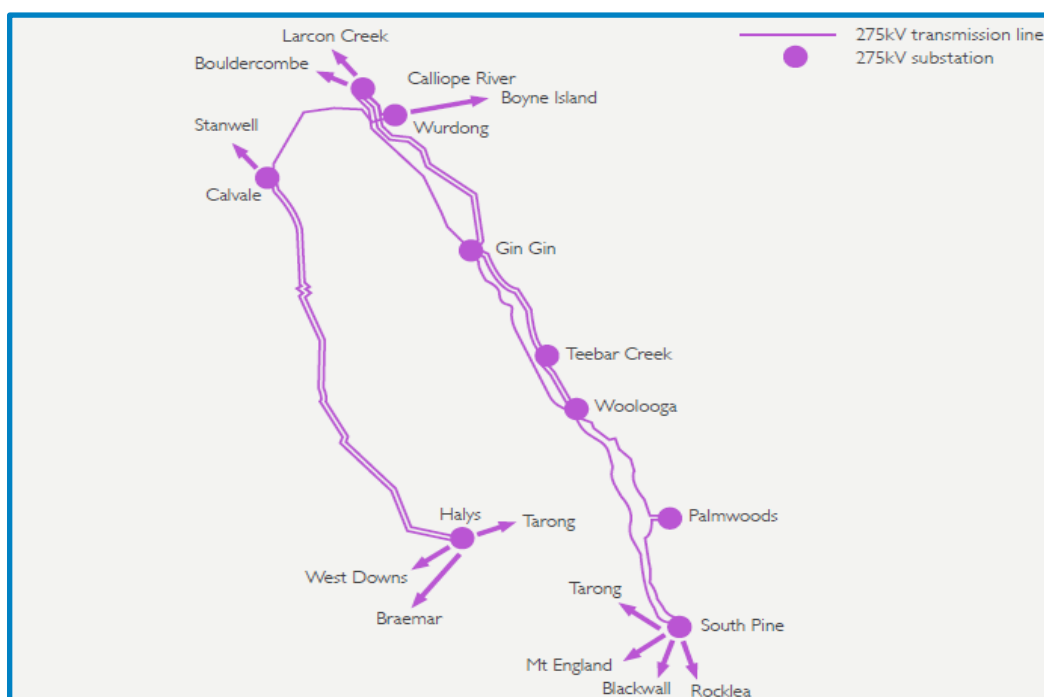 275kV transmission line
Larcon Creek
275kV substation
Bouldercombe
Calliope River
Boyne Island
Stanwell
Wurdong
Calvale
Gin Gin
Teebar Creek
Woolooga
Halys
Tarong
Palmwoods
West Downs
Tarong
Braemar
South Pine
Mt England
Blackwall
Rocklea